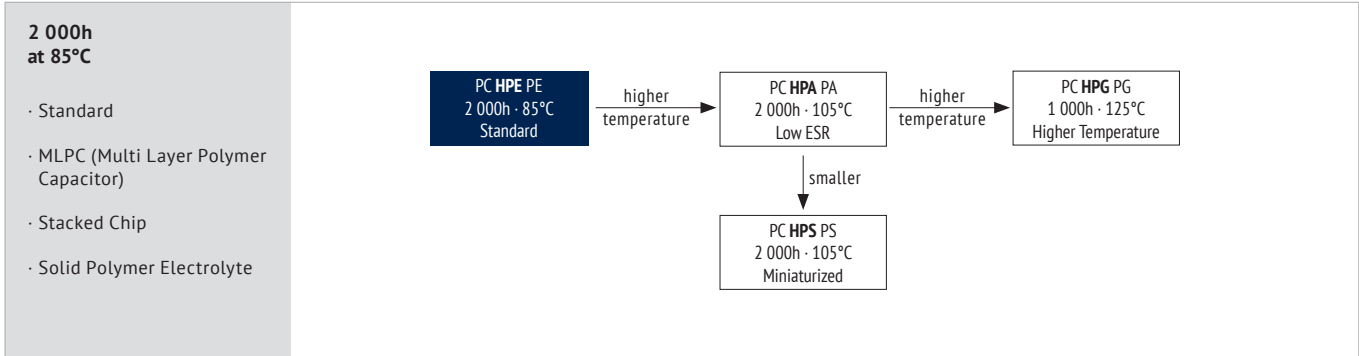 2 000h
at 85°C
· Standard
· MLPC (Multi Layer Polymer
Capacitor)
· Stacked Chip
· Solid Polymer Electrolyte
PC HPE PE
2 000h · 85°C
Standard
higher
temperature
PC HPA PA
2 000h · 105°C
Low ESR
higher
temperature
PC HPG PG
1 000h · 125°C
Higher Temperature
smaller
PC HPS PS
2 000h · 105°C
Miniaturized